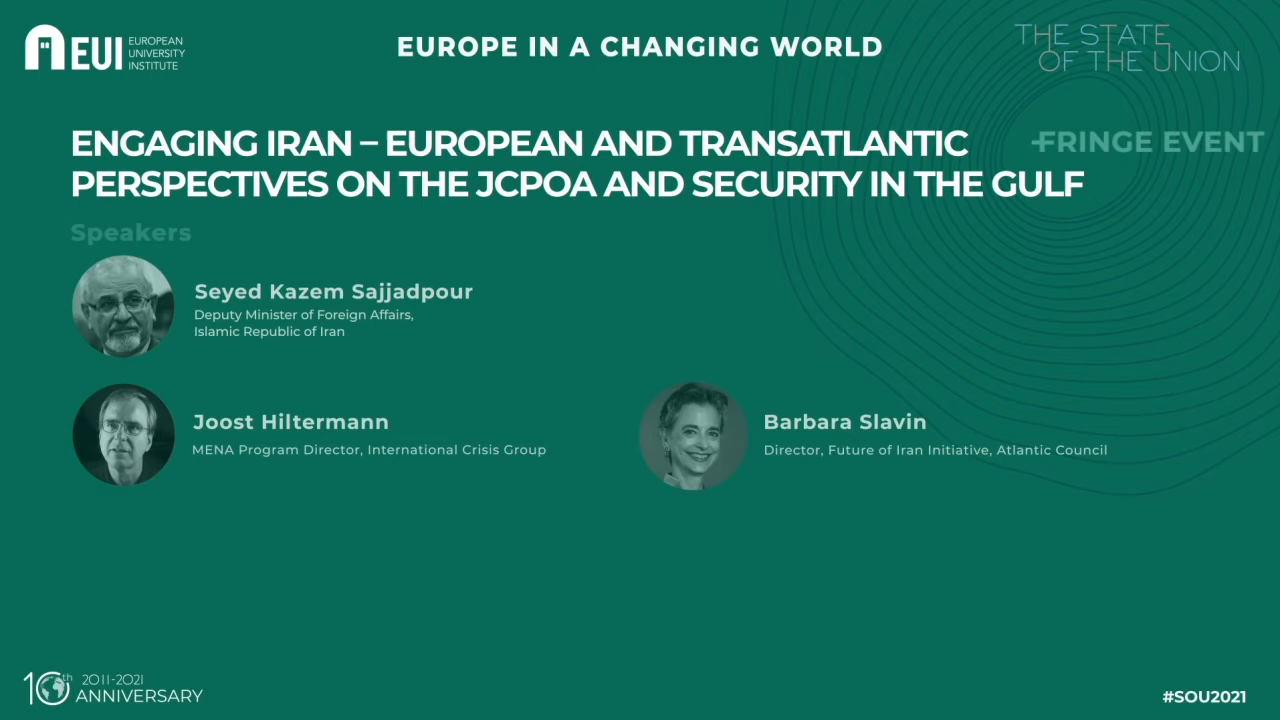 EUI
EUROPEAN
UNIVERSITY
INSTITUTE
EUROPE IN A CHANGING WORLD
THE STATE
OF THE UNION
ENGAGING IRAN – EUROPEAN AND TRANSATLANTIC
PERSPECTIVES ON THE JCPOA AND SECURITY IN THE GULF
FRINGE EVENT
Speakers
Seyed Kazem Sajjadpour
Deputy Minister of Foreign Affairs,
Islamic Republic of Iran
Joost Hiltermann
MENA Program Director, International Crisis Group
Barbara Slavin
Director, Future of Iran Initiative, Atlantic Council
10th 2011-2021
ANNIVERSARY
#SOU2021